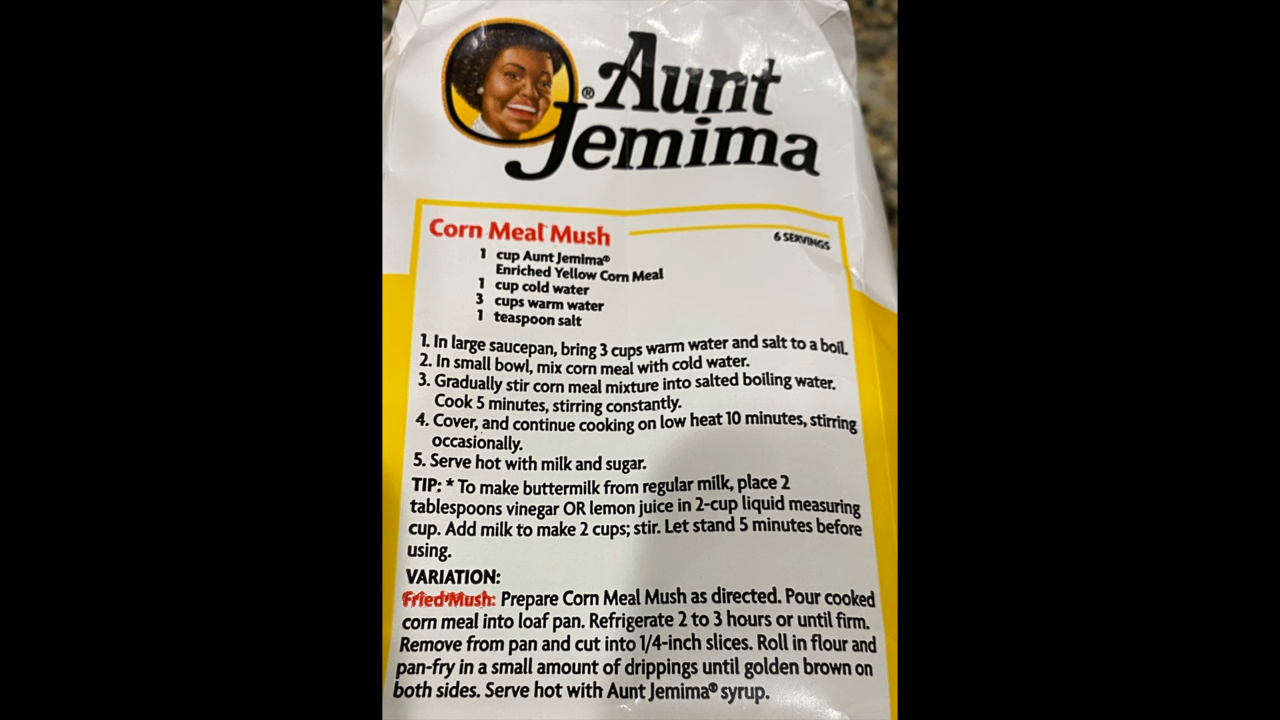 ® Aunt
Jemima
Corn Meal Mush
6 SERVINGS
1 cup Aunt Jemima®
Enriched Yellow Corn Meal
1 cup cold water
3 cups warm water
1 teaspoon salt
1. In large saucepan, bring 3 cups warm water and salt to a boil.
2. In small bowl, mix corn meal with cold water.
3. Gradually stir corn meal mixture into salted boiling water.
Cook 5 minutes, stirring constantly.
4. Cover, and continue cooking on low heat 10 minutes, stirring
occasionally.
5. Serve hot with milk and sugar.
TIP: * To make buttermilk from regular milk, place 2
tablespoons vinegar OR lemon juice in 2-cup liquid measuring
cup. Add milk to make 2 cups; stir. Let stand 5 minutes before
using.
VARIATION:
Fried Mush: Prepare Corn Meal Mush as directed. Pour cooked
corn meal into loaf pan. Refrigerate 2 to 3 hours or until firm.
Remove from pan and cut into 1/4-inch slices. Roll in flour and
pan-fry in a small amount of drippings until golden brown on
both sides. Serve hot with Aunt Jemima® syrup.